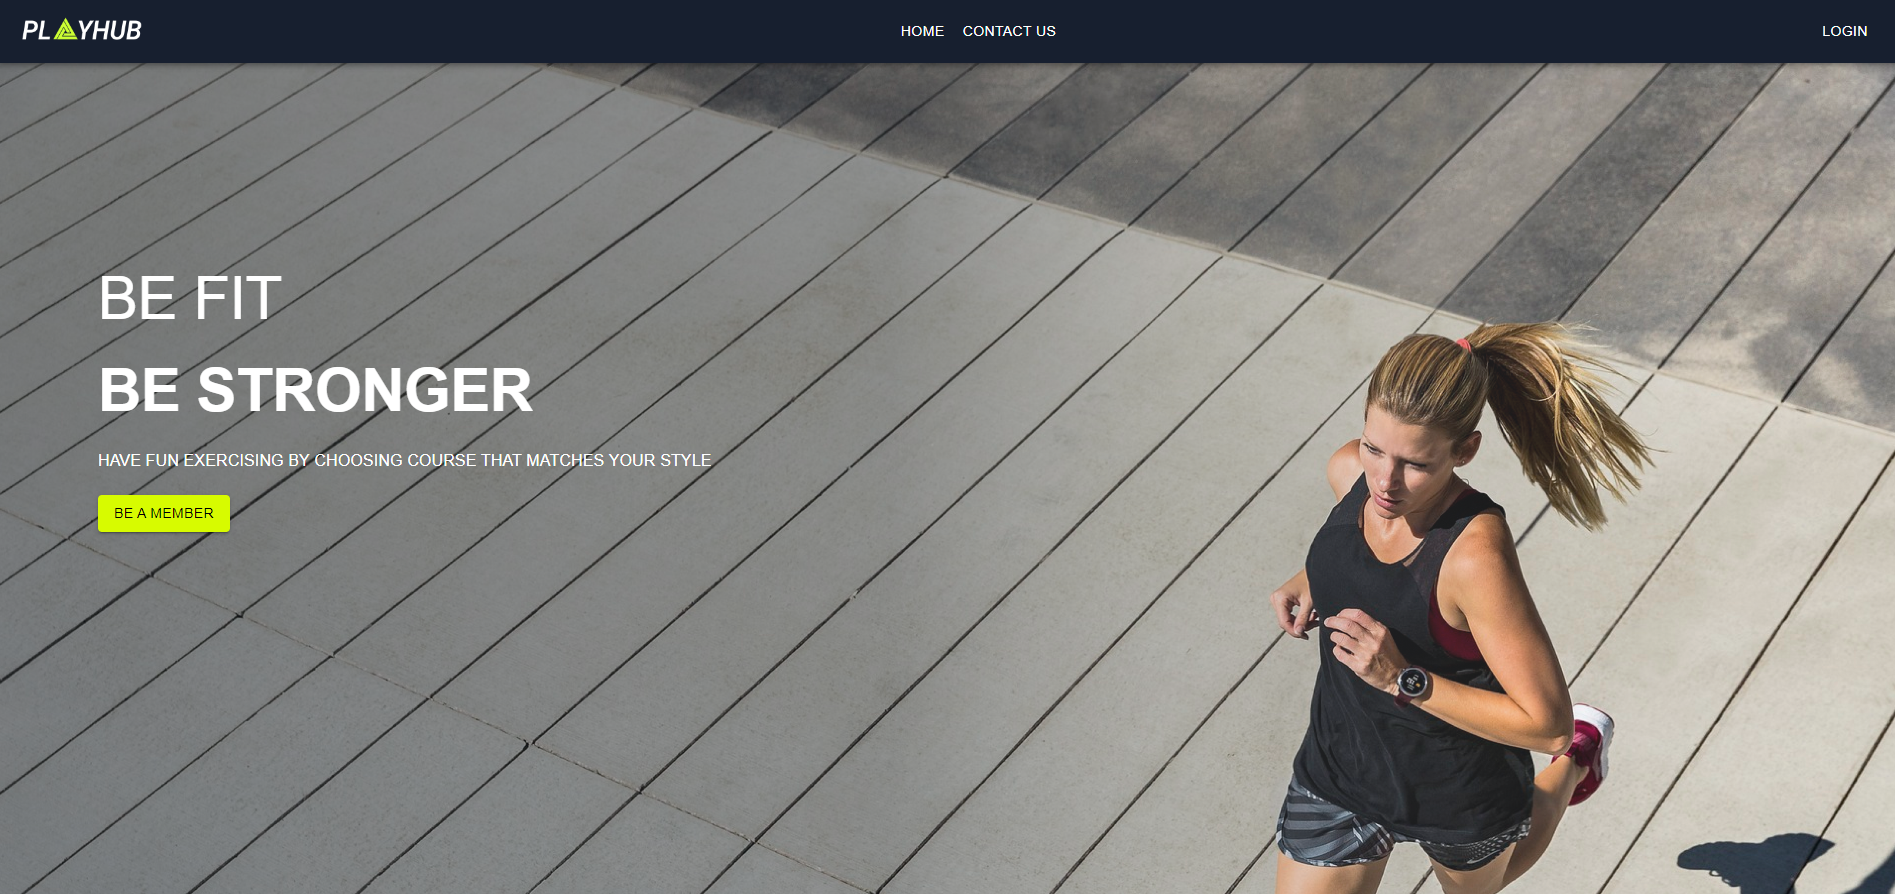 PLAYHUB
HOME CONTACT US
LOGIN
BE FIT
BE STRONGER
HAVE FUN EXERCISING BY CHOOSING COURSE THAT MATCHES YOUR STYLE
BE A MEMBER